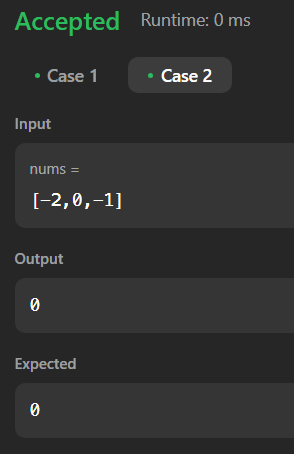 Accepted Runtime: 0 ms
• Case 1 • Case 2
Input
nums =
[-2,0,-1]
Output
0
Expected
0